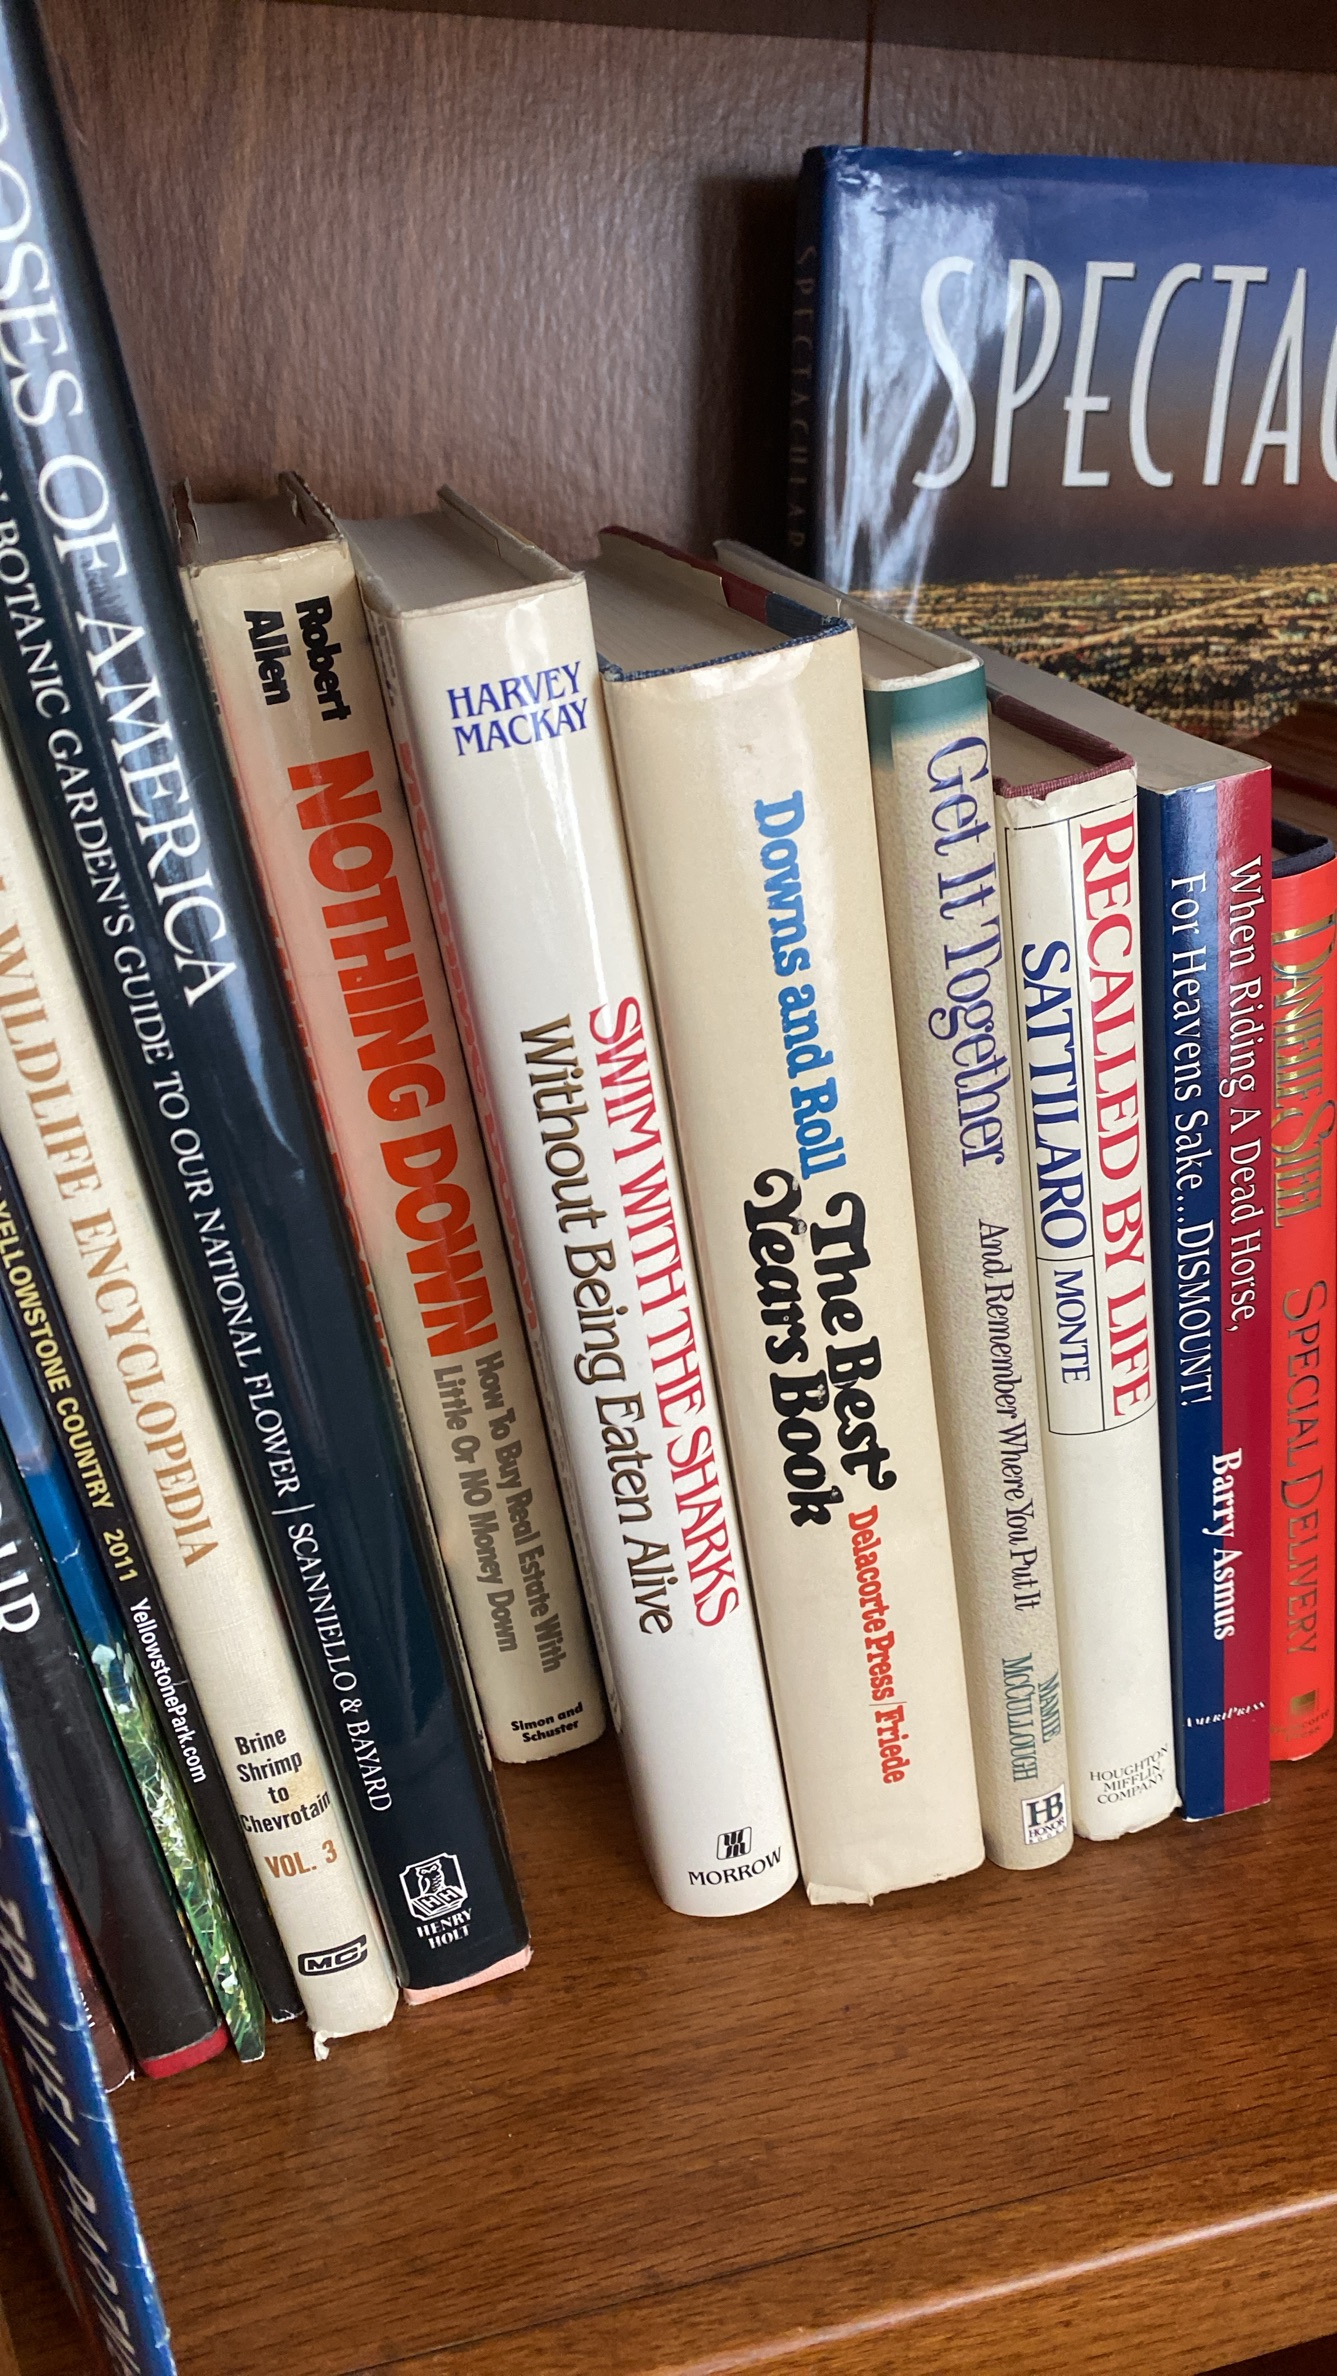 TRAVEL
YELLOWSTONE COUNTRY 2011 YellowstonePark.com
WILDLIFE ENCYCLOPEDIA
Brine
Shrimp
to
Chevrotain
VOL. 3
MC
ROSES OF AMERICA
BOTANIC GARDEN'S GUIDE TO OUR NATIONAL FLOWER | SCANNIELLO & BAYARD
HENRY
HOLT
Robert
Allen
NOTHING DOWN
How To Buy Real Estate With
Little Or NO Money Down
Simon and
Schuster
HARVEY
MACKAY
SWIM WITH THE SHARKS
Without Being Eaten Alive
MORROW
Downs and Roll
The Best
Years Book
Delacorte Press/Friede
Get It Together
And Remember Where You Put It
MAMIE
McCULLOUGH
HB
HONOR
BOOKS
RECALLED BY LIFE
SATTILARO
MONTE
HOUGHTON
MIFFLIN
COMPANY
When Riding A Dead Horse,
For Heavens Sake...DISMOUNT!
Barry Asmus
AMERIPRESS
DANIELLE STEEL
SPECIAL DELIVERY
SPECTACULAR
SPECTAC